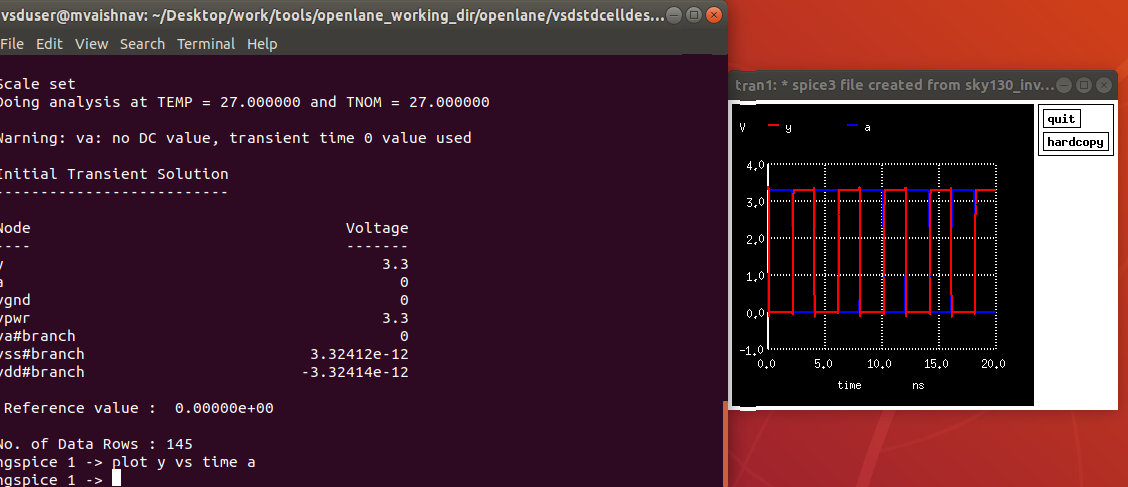 vsduser@mvaishnav: ~/Desktop/work/tools/openlane_working_dir/openlane/vsdstdcelldes...
File Edit View Search Terminal Help
Scale set
Doing analysis at TEMP = 27.000000 and TNOM = 27.000000
Warning: va: no DC value, transient time 0 value used
Initial Transient Solution
--------------------------
Node Voltage
---- -------
y 3.3
a 0
vgnd 0
vpwr 3.3
va#branch 0
vss#branch 3.32412e-12
vdd#branch -3.32414e-12
Reference value : 0.00000e+00
No. of Data Rows : 145
ngspice 1 -> plot y vs time a
ngspice 1 ->
tran1: * spice3 file created from sky130_inv...
quit
hardcopy
V y a
4.0
3.0
2.0
1.0
0.0
-1.0
0.0 5.0 10.0 15.0 20.0
time ns